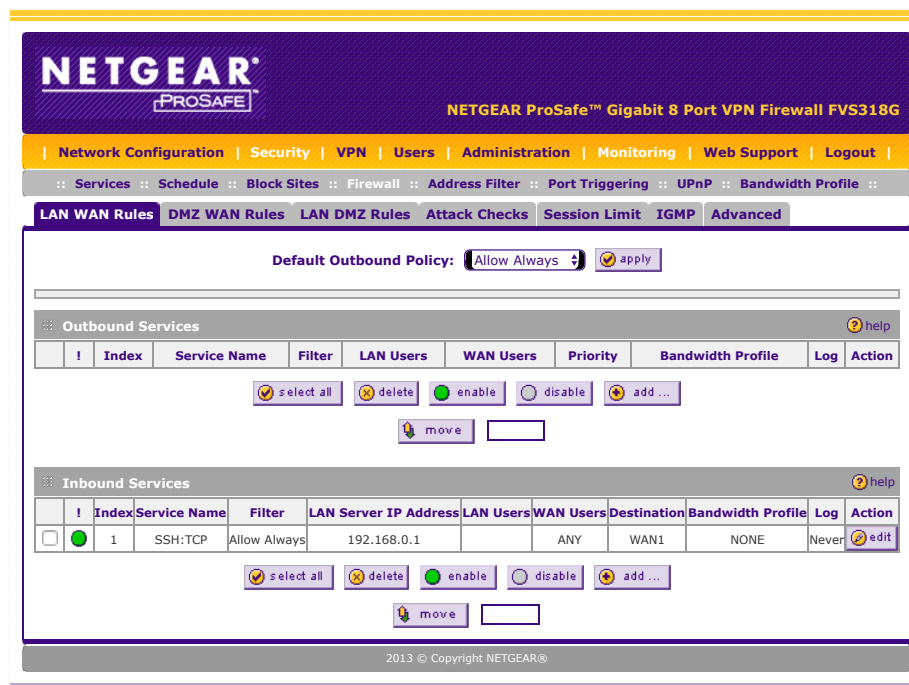 NETGEAR®
PROSAFE
NETGEAR ProSafe™ Gigabit 8 Port VPN Firewall FVS318G
| Network Configuration | Security | VPN | Users | Administration | Monitoring | Web Support | Logout |
:: Services :: Schedule :: Block Sites :: Firewall :: Address Filter :: Port Triggering :: UPnP :: Bandwidth Profile ::
LAN WAN Rules DMZ WAN Rules LAN DMZ Rules Attack Checks Session Limit IGMP Advanced
Default Outbound Policy: Allow Always apply
Outbound Services help
! Index Service Name Filter LAN Users WAN Users Priority Bandwidth Profile Log Action
select all delete enable disable add ...
move
Inbound Services help
! Index Service Name Filter LAN Server IP Address LAN Users WAN Users Destination Bandwidth Profile Log Action
1 SSH:TCP Allow Always 192.168.0.1 ANY WAN1 NONE Never edit
select all delete enable disable add ...
move
2013 © Copyright NETGEAR®